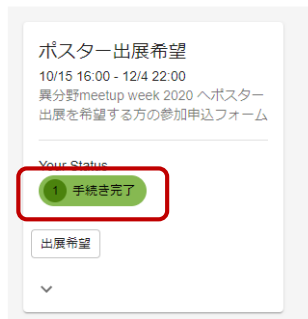 ポスター出展希望
10/15 16:00 - 12/4 22:00
異分野meetup week 2020 へポスター
出展を希望する方の参加申込フォーム
Your Status
1 手続き完了
出展希望